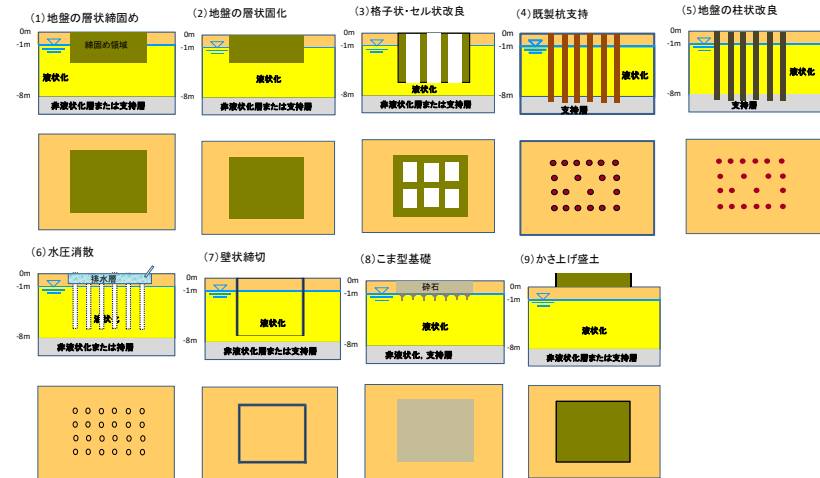 (1)地盤の層状締固め
0m
-1m
締固め領域
液状化
-8m
非液状化層または支持層
(2)地盤の層状固化
0m
-1m
液状化
-8m
非液状化層または支持層
(3)格子状・セル状改良
0m
-1m
液状化
-8m
非液状化層または支持層
(4)既製杭支持
0m
-1m
液状化
-8m
支持層
(5)地盤の柱状改良
0m
-1m
液状化
-8m
支持層
(6)水圧消散
0m
-1m
排水層
液状化
-8m
非液状化または持層
(7)壁状締切
0m
-1m
液状化
-8m
非液状化層または支持層
(8)こま型基礎
0m
-1m
砕石
液状化
-8m
非液状化,支持層
(9)かさ上げ盛土
0m
-1m
液状化
-8m
非液状化層または支持層